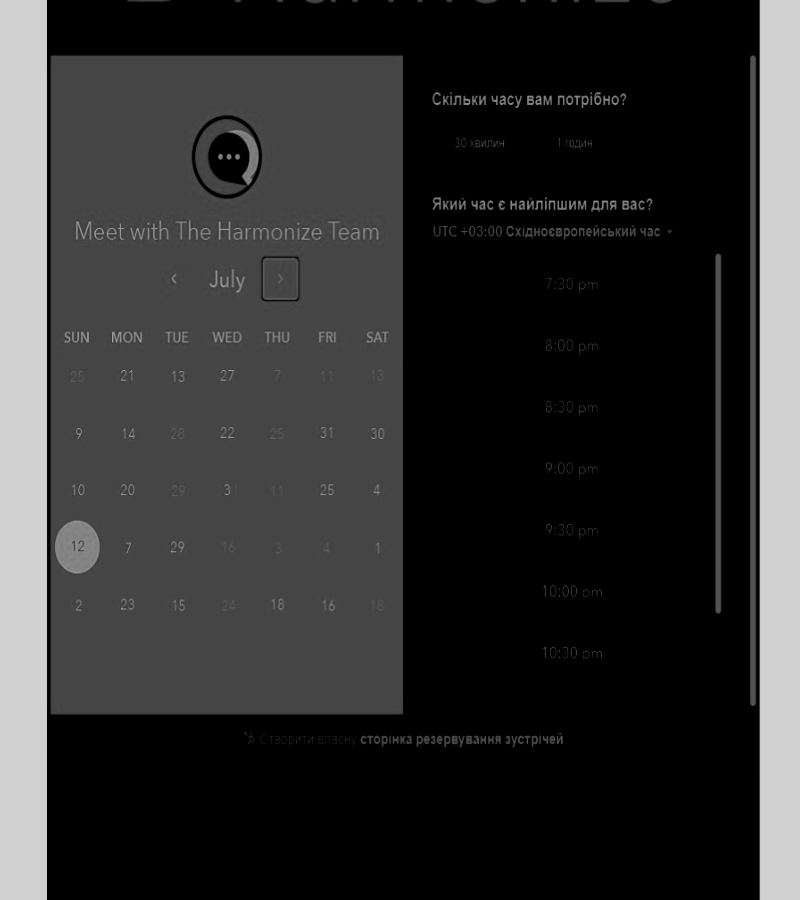 Harmonize
Meet with The Harmonize Team
July
SUN MON TUE WED THU FRI SAT
25 21 13 27 7 11 13
9 14 28 22 25 31 30
10 20 29 3 11 25 4
12 7 29 16 3 4 1
2 23 15 24 18 16 18
Скільки часу вам потрібно?
30 хвилин 1 годин
Який час є найліпшим для вас?
UTC +03:00 Східноєвропейський час
7:30 pm
8:00 pm
8:30 pm
9:00 pm
9:30 pm
10:00 pm
10:30 pm
Створити власну сторінка резервування зустрічей